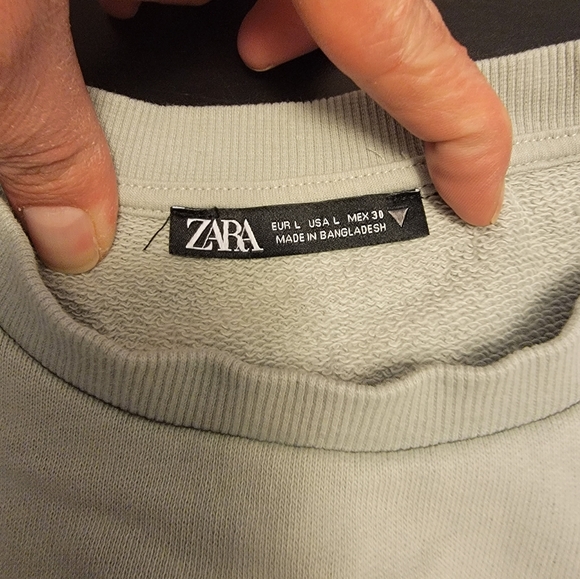 ZARA
EUR L USA L MEX 30
MADE IN BANGLADESH